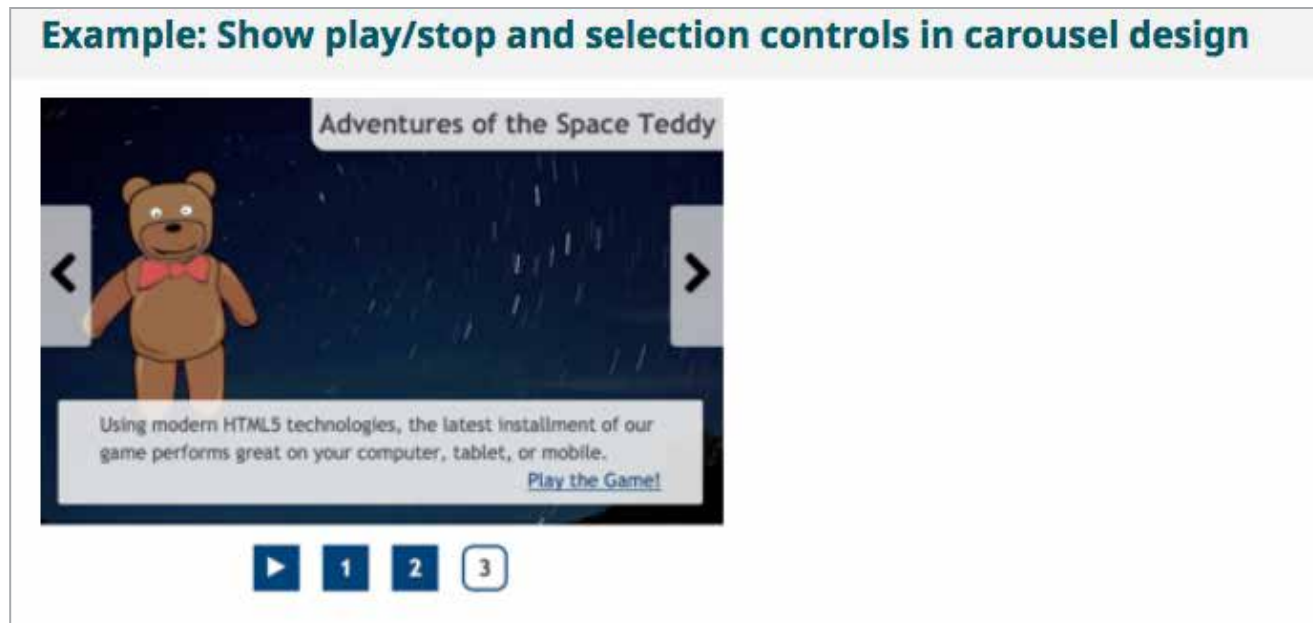 Example: Show play/stop and selection controls in carousel design
Adventures of the Space Teddy
Using modern HTML5 technologies, the latest installment of our
game performs great on your computer, tablet, or mobile.
Play the Game!
1 2 3